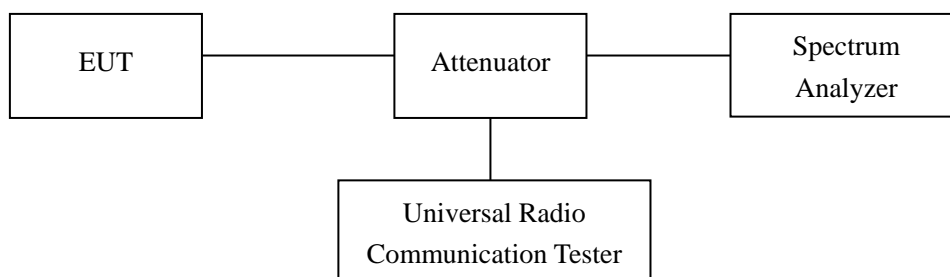 EUT
Attenuator
Spectrum
Analyzer
Universal Radio
Communication Tester